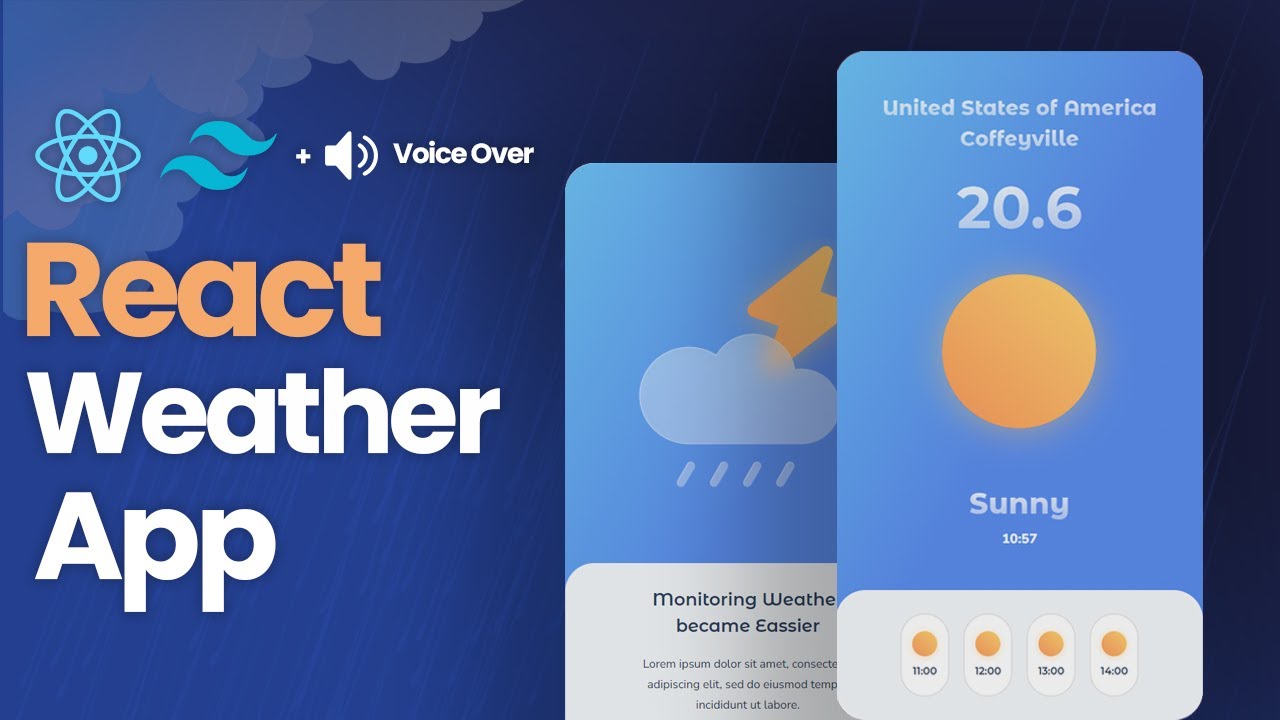 + Voice Over
React
Weather
App
Monitoring Weathe
became Eassier
Lorem ipsum dolor sit amet, consecte
adipiscing elit, sed do eiusmod temp
incididunt ut labore.
United States of America
Coffeyville
20.6
Sunny
10:57
11:00 12:00 13:00 14:00